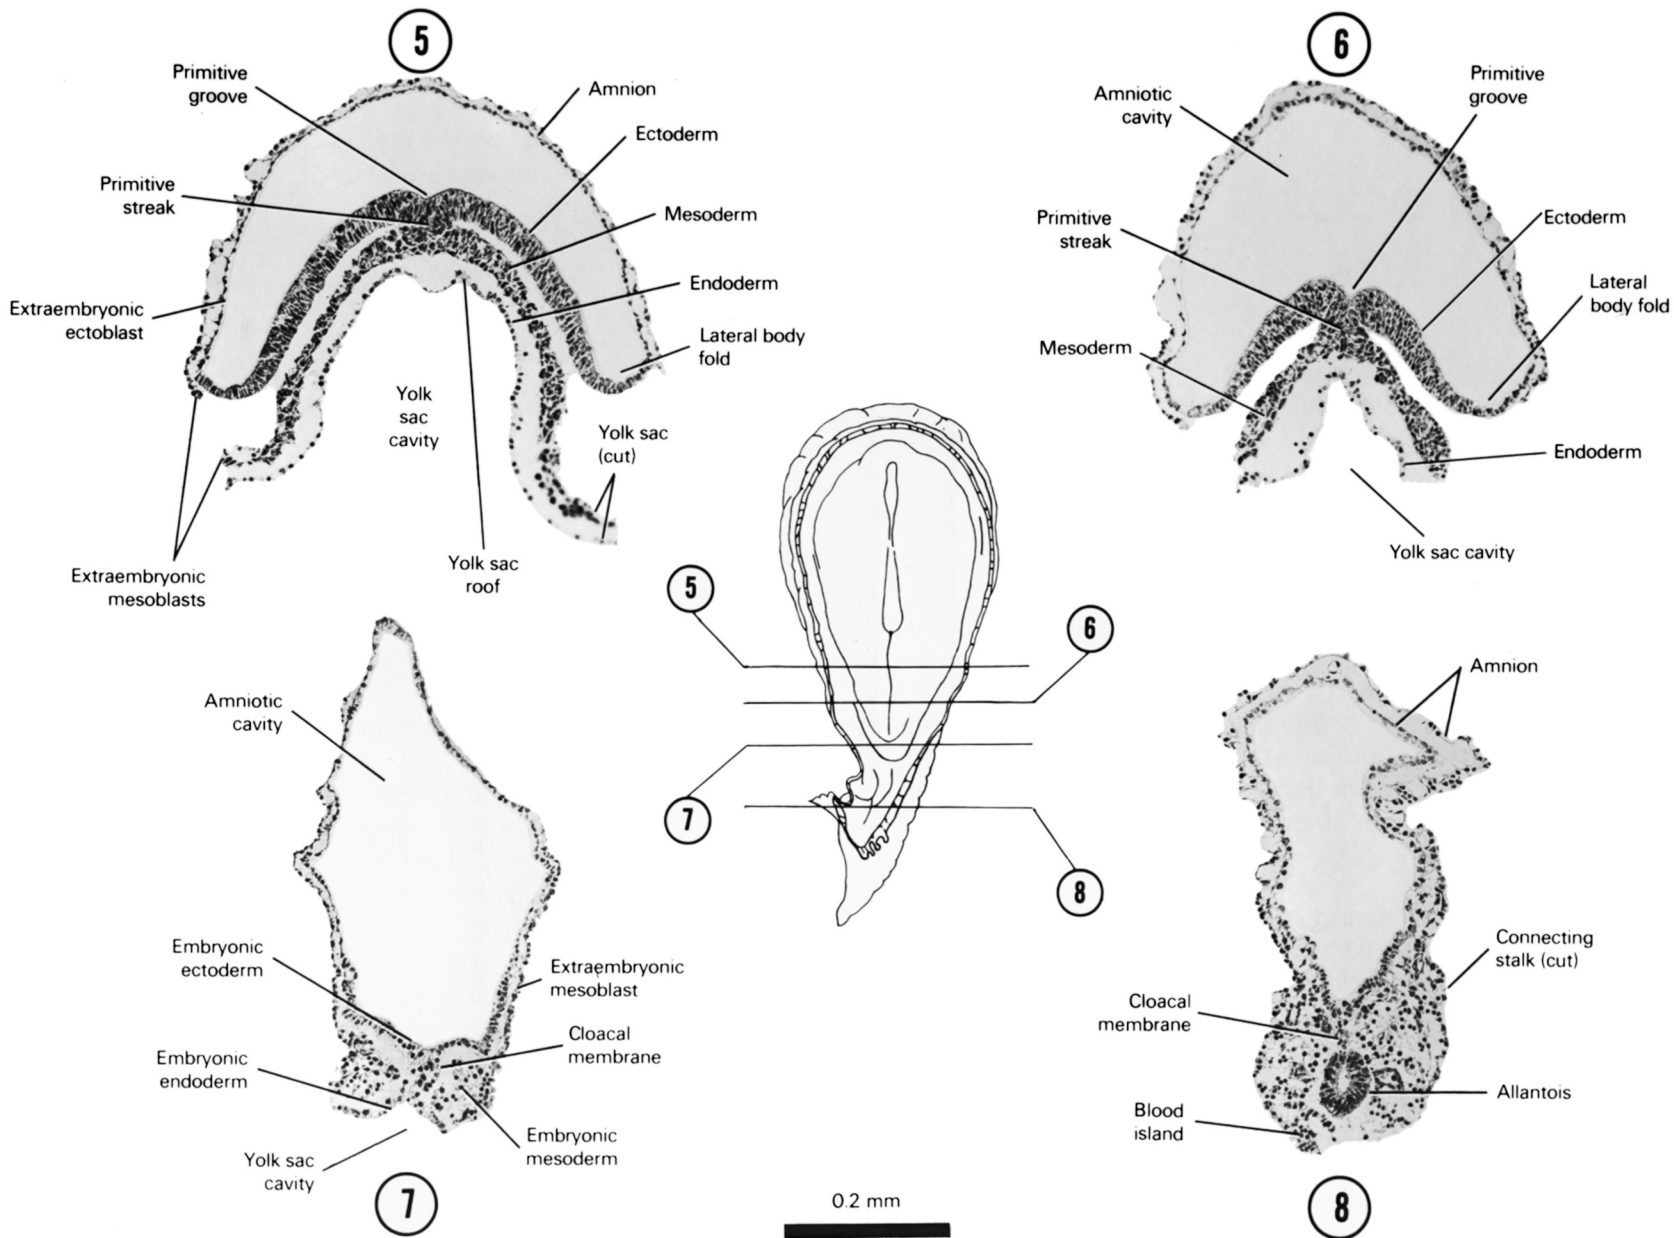 5
Primitive
groove
Amnion
Ectoderm
Primitive
streak
Mesoderm
Endoderm
Extraembryonic
ectoblast
Lateral body
fold
Yolk
sac
cavity
Yolk sac
(cut)
Yolk sac
roof
Extraembryonic
mesoblasts
6
Amniotic
cavity
Primitive
groove
Primitive
streak
Ectoderm
Lateral
body fold
Mesoderm
Endoderm
Yolk sac cavity
5
6
7
8
Amniotic
cavity
Embryonic
ectoderm
Extraembryonic
mesoblast
Cloacal
membrane
Embryonic
endoderm
Embryonic
mesoderm
Yolk sac
cavity
7
0.2 mm
Amnion
Connecting
stalk (cut)
Cloacal
membrane
Allantois
Blood
island
8